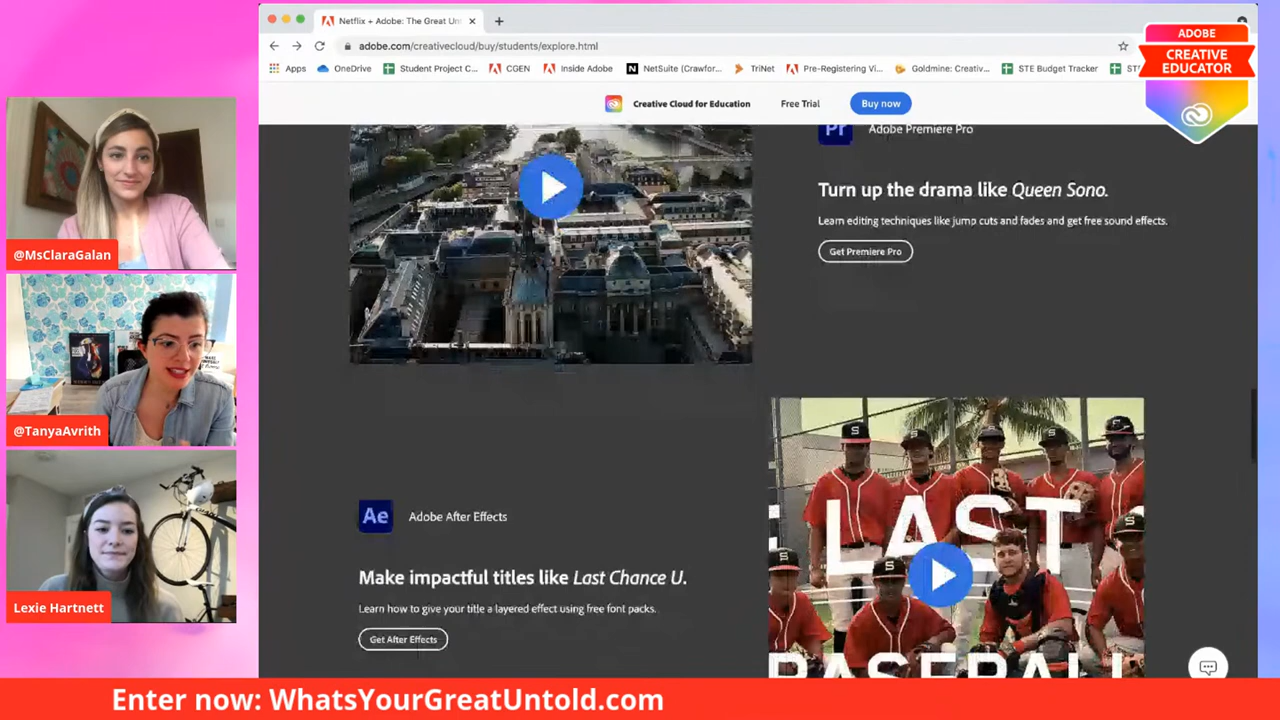 Netflix + Adobe: The Great Un
adobe.com/creativecloud/buy/students/explore.html
Apps
OneDrive
Student Project C...
CGEN
Inside Adobe
NetSuite (Crawfor...
TriNet
Pre-Registering Vi...
Goldmine: Creativ...
STE Budget Tracker
ADOBE
CREATIVE
EDUCATOR
Creative Cloud for Education
Free Trial
Buy now
Pr
Adobe Premiere Pro
Turn up the drama like Queen Sono.
Learn editing techniques like jump cuts and fades and get free sound effects.
Get Premiere Pro
@MsClaraGalan
@TanyaAvrith
Lexie Hartnett
Ae
Adobe After Effects
Make impactful titles like Last Chance U.
Learn how to give your title a layered effect using free font packs.
Get After Effects
LAST
BASEBALL
Enter now: WhatsYourGreatUntold.com